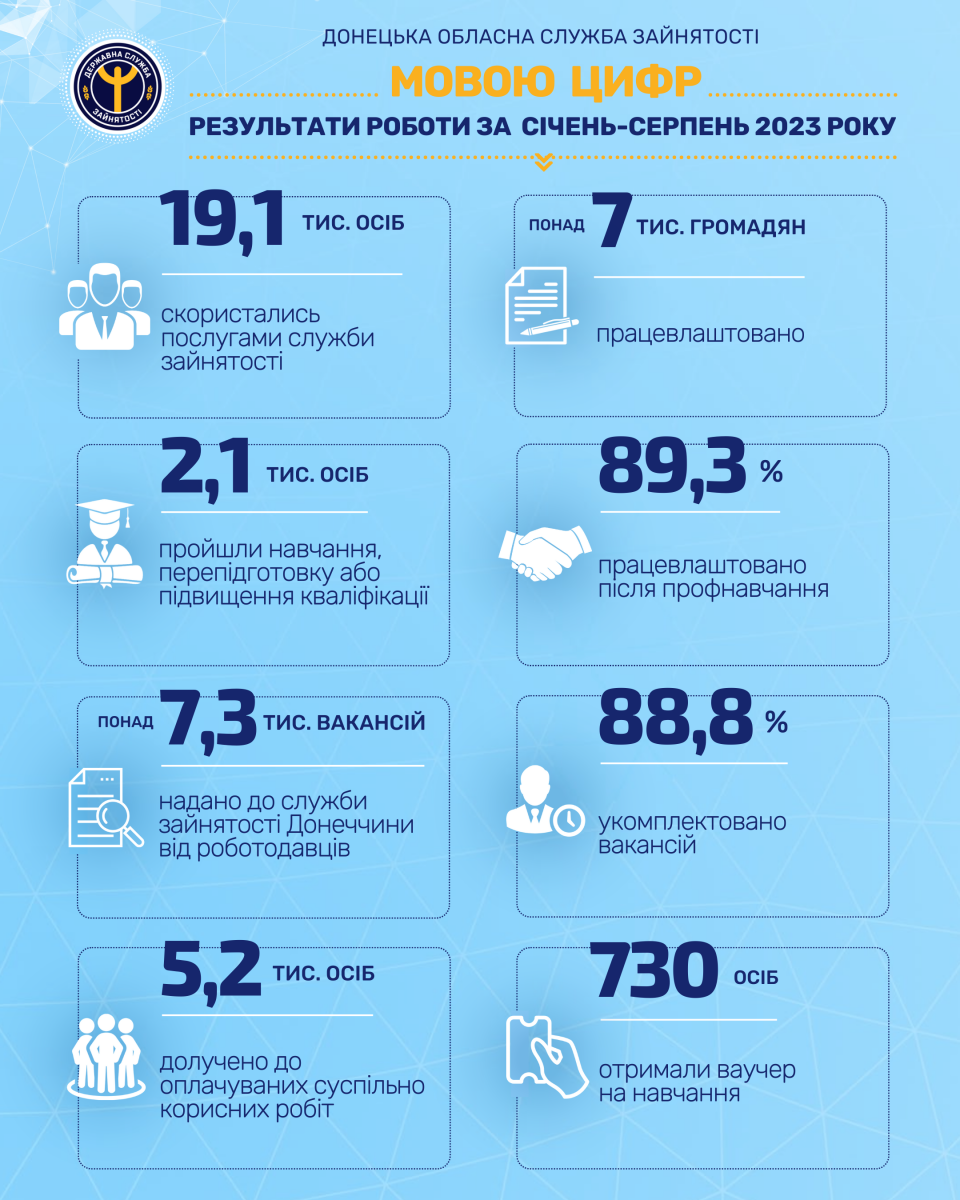 ДЕРЖАВНА СЛУЖБА
ЗАЙНЯТОСТІ
ДОНЕЦЬКА ОБЛАСНА СЛУЖБА ЗАЙНЯТОСТІ
МОВОЮ ЦИФР
РЕЗУЛЬТАТИ РОБОТИ ЗА СІЧЕНЬ-СЕРПЕНЬ 2023 РОКУ
19,1 ТИС. ОСІБ
скористались
послугами служби
зайнятості
ПОНАД 7 ТИС. ГРОМАДЯН
працевлаштовано
2,1 ТИС. ОСІБ
пройшли навчання,
перепідготовку або
підвищення кваліфікації
89,3 %
працевлаштовано
після профнавчання
ПОНАД 7,3 ТИС. ВАКАНСІЙ
надано до служби
зайнятості Донеччини
від роботодавців
88,8 %
укомплектовано
вакансій
5,2 ТИС. ОСІБ
долучено до
оплачуваних суспільно
корисних робіт
730 ОСІБ
отримали ваучер
на навчання